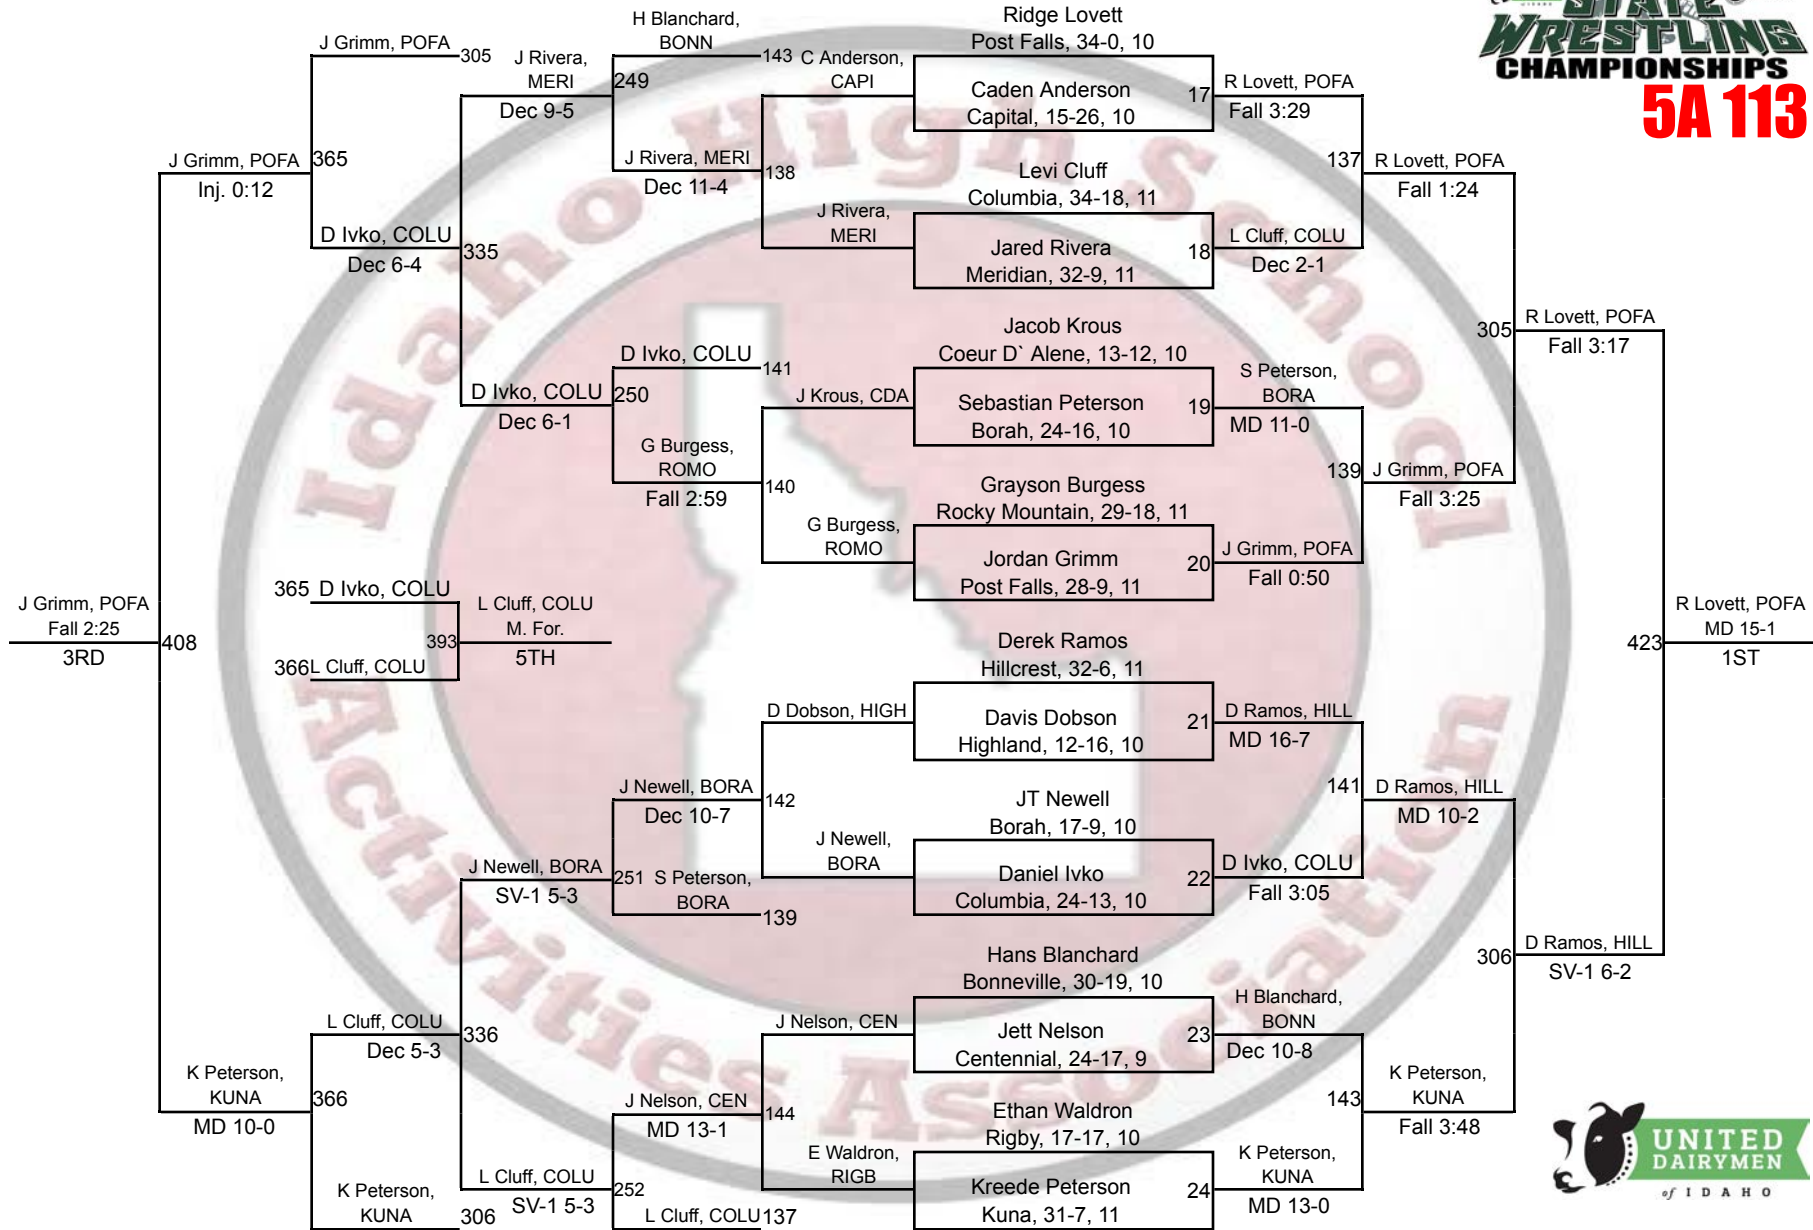 STATE
WRESTLING
CHAMPIONSHIPS
5A 113
Idaho High School
Activities Association
J Grimm, POFA
305
J Rivera,
MERI
Dec 9-5
H Blanchard,
BONN
249
143
C Anderson,
CAPI
J Rivera, MERI
Dec 11-4
138
J Rivera,
MERI
J Grimm, POFA
Inj. 0:12
365
D Ivko, COLU
Dec 6-4
335
D Ivko, COLU
141
D Ivko, COLU
Dec 6-1
250
J Krous, CDA
G Burgess,
ROMO
Fall 2:59
140
G Burgess,
ROMO
J Grimm, POFA
Fall 2:25
3RD
408
365 D Ivko, COLU
366 L Cluff, COLU
393
L Cluff, COLU
M. For.
5TH
D Dobson, HIGH
J Newell, BORA
Dec 10-7
142
J Newell,
BORA
J Newell, BORA
SV-1 5-3
251
S Peterson,
BORA
139
L Cluff, COLU
Dec 5-3
336
J Nelson, CEN
K Peterson,
KUNA
MD 10-0
366
J Nelson, CEN
MD 13-1
144
E Waldron,
RIGB
L Cluff, COLU
SV-1 5-3
252
K Peterson,
KUNA
306
L Cluff, COLU
137
Ridge Lovett
Post Falls, 34-0, 10
Caden Anderson
Capital, 15-26, 10
17
R Lovett, POFA
Fall 3:29
Levi Cluff
Columbia, 34-18, 11
Jared Rivera
Meridian, 32-9, 11
18
L Cluff, COLU
Dec 2-1
137
R Lovett, POFA
Fall 1:24
Jacob Krous
Coeur D` Alene, 13-12, 10
Sebastian Peterson
Borah, 24-16, 10
19
S Peterson,
BORA
MD 11-0
Grayson Burgess
Rocky Mountain, 29-18, 11
Jordan Grimm
Post Falls, 28-9, 11
20
J Grimm, POFA
Fall 0:50
139
J Grimm, POFA
Fall 3:25
305
R Lovett, POFA
Fall 3:17
Derek Ramos
Hillcrest, 32-6, 11
Davis Dobson
Highland, 12-16, 10
21
D Ramos, HILL
MD 16-7
JT Newell
Borah, 17-9, 10
Daniel Ivko
Columbia, 24-13, 10
22
D Ivko, COLU
Fall 3:05
141
D Ramos, HILL
MD 10-2
Hans Blanchard
Bonneville, 30-19, 10
Jett Nelson
Centennial, 24-17, 9
23
H Blanchard,
BONN
Dec 10-8
Ethan Waldron
Rigby, 17-17, 10
Kreede Peterson
Kuna, 31-7, 11
24
K Peterson,
KUNA
MD 13-0
143
K Peterson,
KUNA
Fall 3:48
306
D Ramos, HILL
SV-1 6-2
423
R Lovett, POFA
MD 15-1
1ST
UNITED
DAIRYMEN
of IDAHO